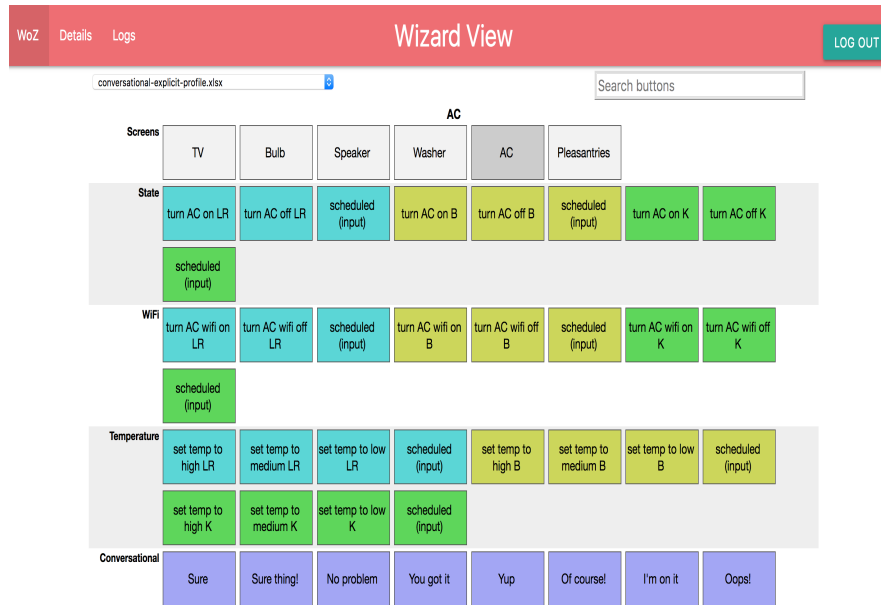 WoZ Details Logs Wizard View LOG OUT
conversational-explicit-profile.xlsx Search buttons
AC
Screens
TV Bulb Speaker Washer AC Pleasantries
State
turn AC on LR turn AC off LR scheduled (input) turn AC on B turn AC off B scheduled (input) turn AC on K turn AC off K
scheduled (input)
WiFi
turn AC wifi on LR turn AC wifi off LR scheduled (input) turn AC wifi on B turn AC wifi off B scheduled (input) turn AC wifi on K turn AC wifi off K
scheduled (input)
Temperature
set temp to high LR set temp to medium LR set temp to low LR scheduled (input) set temp to high B set temp to medium B set temp to low B scheduled (input)
set temp to high K set temp to medium K set temp to low K scheduled (input)
Conversational
Sure Sure thing! No problem You got it Yup Of course! I'm on it Oops!